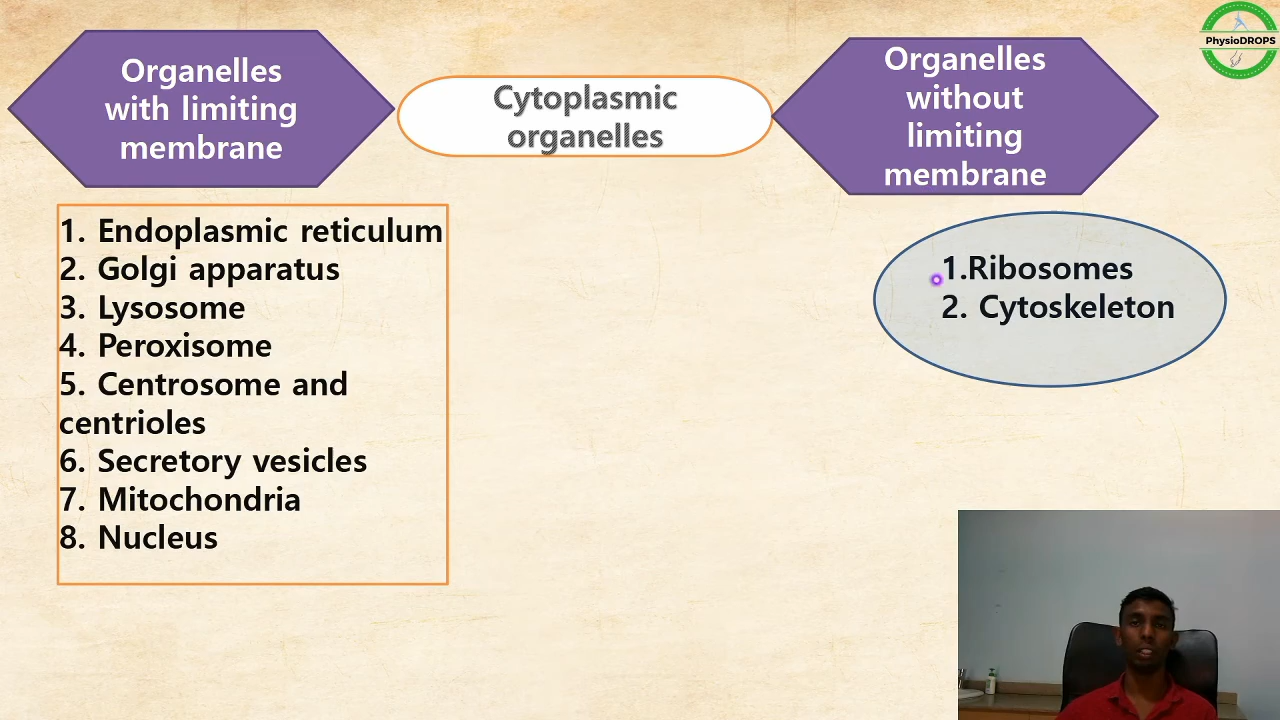 Organelles
with limiting
membrane
Cytoplasmic
organelles
Organelles
without
limiting
membrane
PhysioDROPS
1. Endoplasmic reticulum
2. Golgi apparatus
3. Lysosome
4. Peroxisome
5. Centrosome and
centrioles
6. Secretory vesicles
7. Mitochondria
8. Nucleus
1.Ribosomes
2. Cytoskeleton